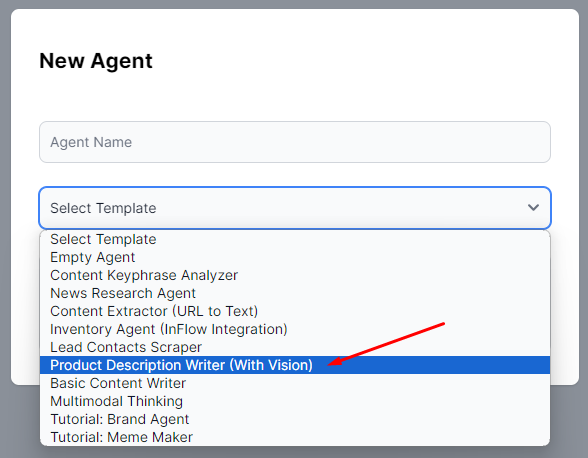 New Agent
Agent Name
Select Template
Select Template
Empty Agent
Content Keyphrase Analyzer
News Research Agent
Content Extractor (URL to Text)
Inventory Agent (InFlow Integration)
Lead Contacts Scraper
Product Description Writer (With Vision)
Basic Content Writer
Multimodal Thinking
Tutorial: Brand Agent
Tutorial: Meme Maker